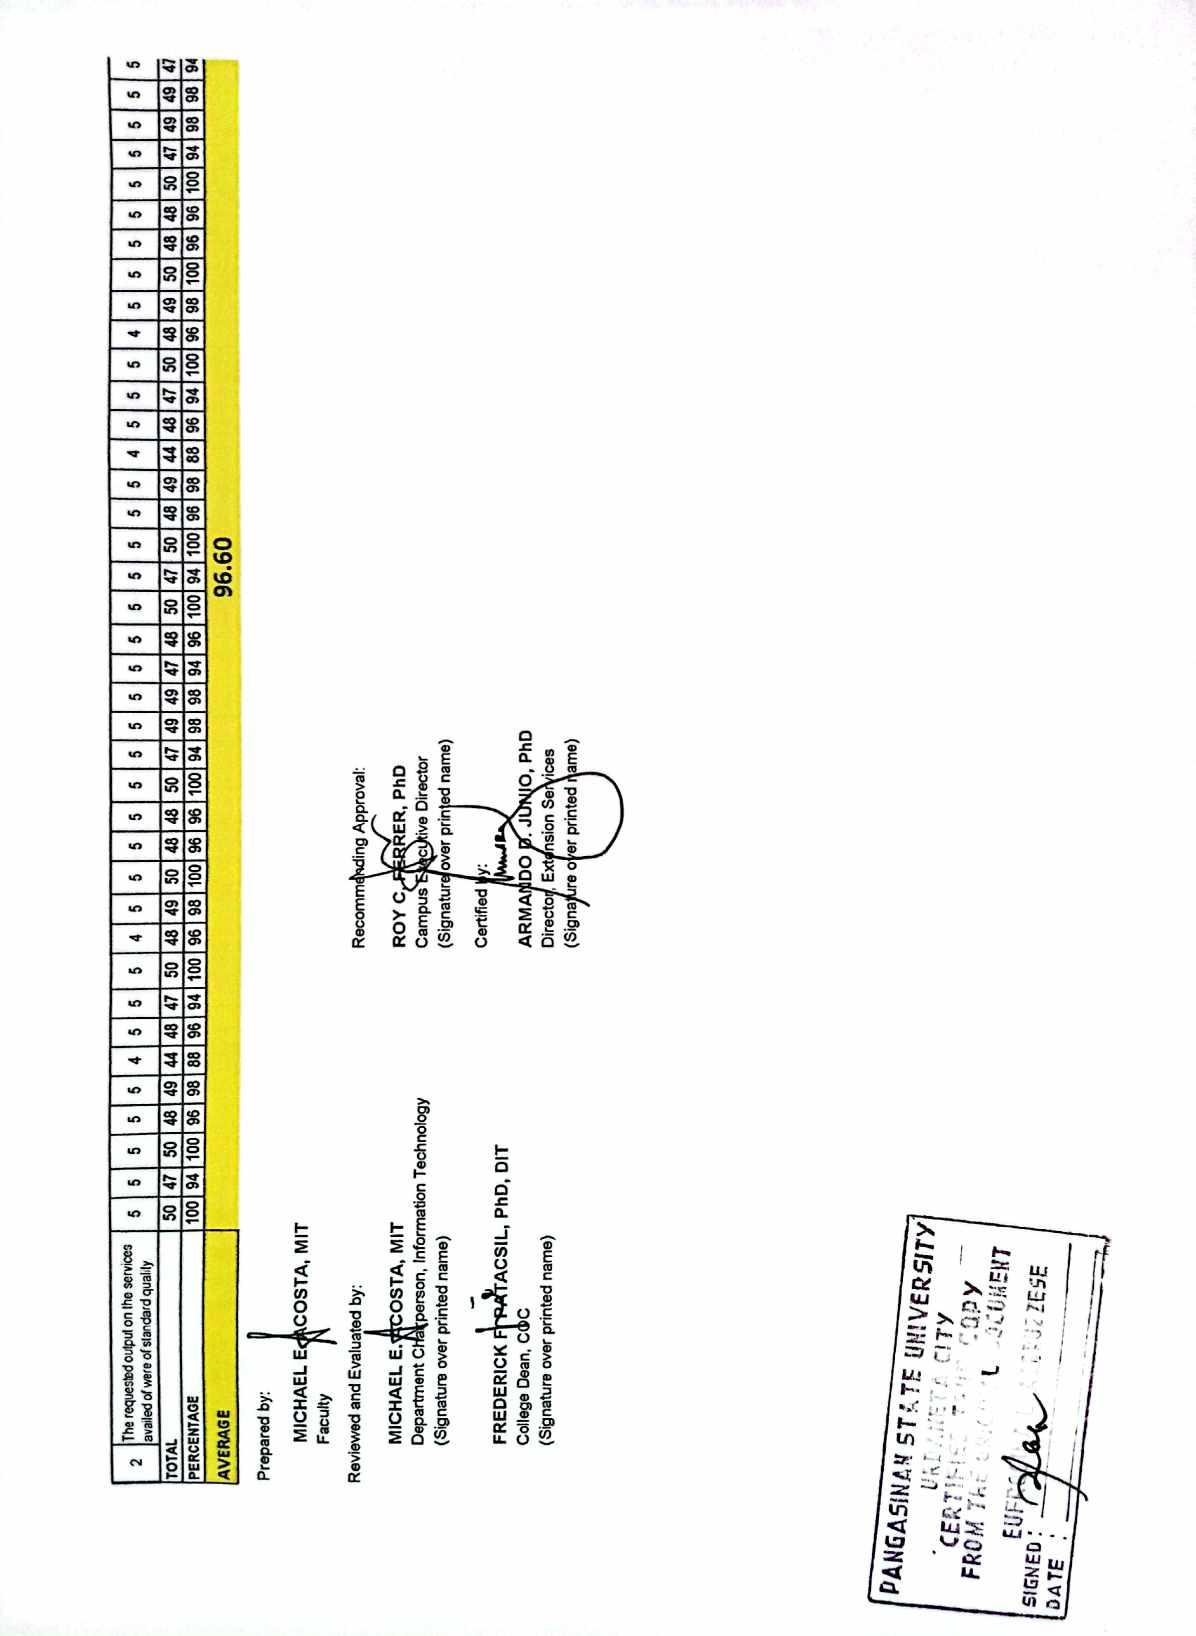 2 The requested output on the services availed of were of standard quality 5 5 5 5 5 4 5 5 5 4 5 5 5 5 5 5 5 5 5 5 5 5 5 5 5 4 5 5 5 4 5 5 5 5 5 5 5 5 5
TOTAL 50 47 50 48 49 44 48 47 50 48 49 50 48 48 50 47 49 49 47 48 50 47 50 48 49 44 48 47 50 48 49 50 48 48 50 47 49 49 47
PERCENTAGE 100 94 100 96 98 88 96 94 100 96 98 100 96 96 100 94 98 98 94 96 100 94 100 96 98 88 96 94 100 96 98 100 96 96 100 94 98 98 94
AVERAGE 96.60
Prepared by:
MICHAEL E. ACOSTA, MIT
Faculty
Reviewed and Evaluated by:
MICHAEL E. ACOSTA, MIT
Department Chairperson, Information Technology
(Signature over printed name)
FREDERICK F. PATACSIL, PhD, DIT
College Dean, COC
(Signature over printed name)
Recommending Approval:
ROY C. FERRER, PhD
Campus Executive Director
(Signature over printed name)
Certified by:
ARMANDO D. JUNIO, PhD
Director, Extension Services
(Signature over printed name)
PANGASINAN STATE UNIVERSITY
URDANETA CITY
CERTIFIED TRUE COPY
FROM THE ORIGINAL DOCUMENT
SIGNED:
DATE :